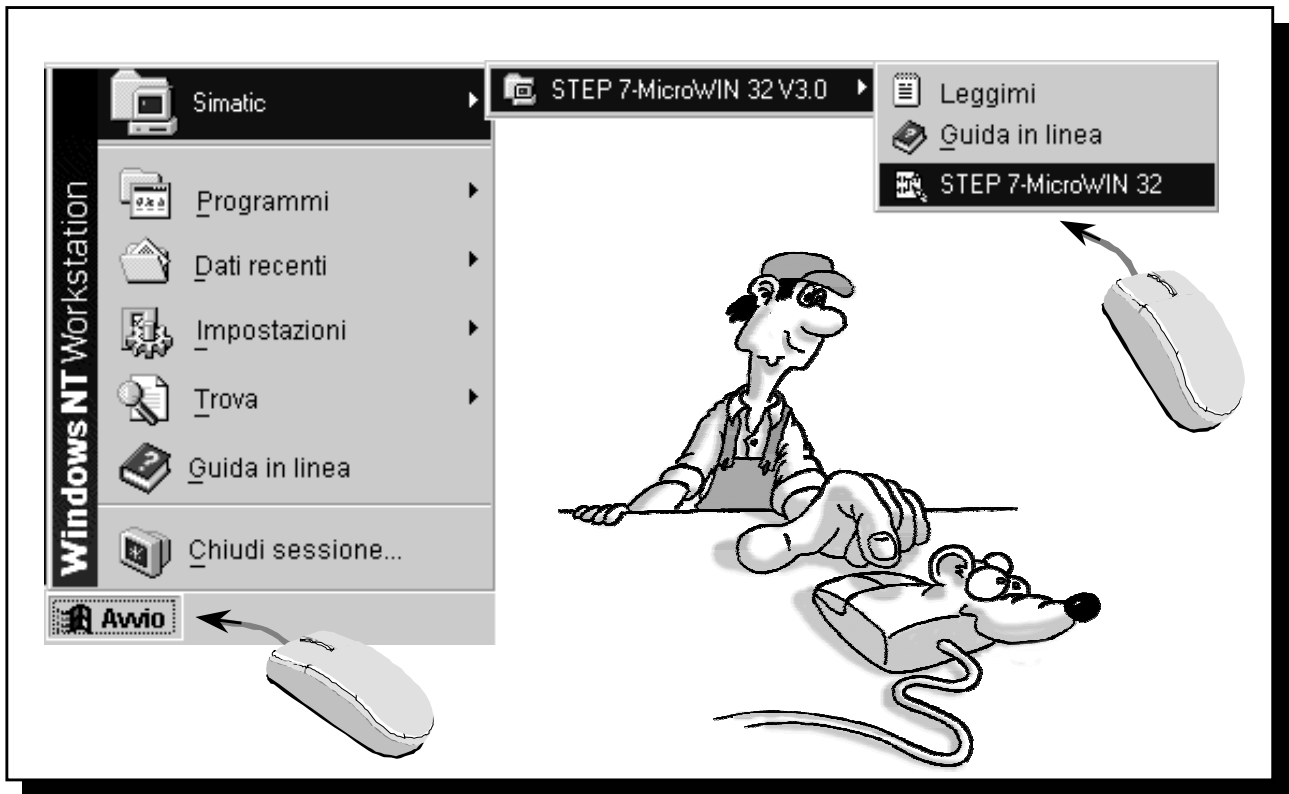 Simatic
STEP 7-MicroWIN 32 V3.0
Leggimi
Guida in linea
STEP 7-MicroWIN 32
Programmi
Dati recenti
Impostazioni
Trova
Guida in linea
Chiudi sessione...
Windows NT Workstation
Avvio